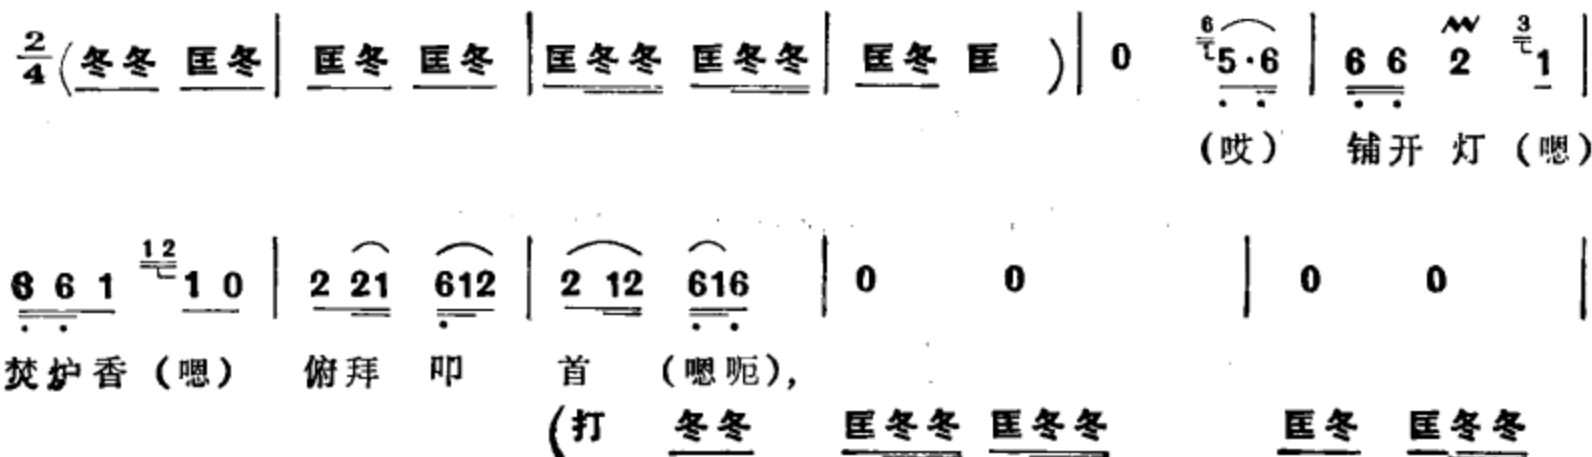 2/4 (冬冬 匡冬 | 匡冬 匡冬 | 匡冬冬 匡冬冬 | 匡冬 匡 ) | 0 6 5·6 | 6 6 2 3 1 |
(哎) 铺开 灯 (嗯)
6 6 1 12 1 0 | 2 21 612 | 2 12 616 | 0 0 | 0 0 |
焚炉香 (嗯) 俯拜 叩 首 (嗯呃),
(打 冬冬 匡冬冬 匡冬冬 匡冬 匡冬冬